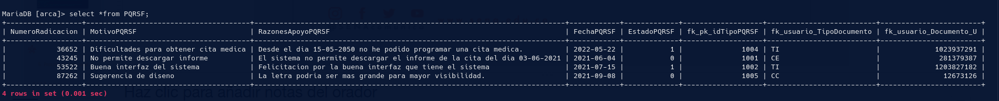 MariaDB [arca]> select *from PQRSF;
+-----------------+---------------------------------------+--------------------------------------------------------------------------+------------+-------------+-------------------+--------------------------+------------------------+
| NumeroRadicacion | MotivoPQRSF | RazonesApoyoPQRSF | FechaPQRSF | EstadoPQRSF | fk_pk_idTipoPQRSF | fk_usuario_TipoDocumento | fk_usuario_Documento_U |
+-----------------+---------------------------------------+--------------------------------------------------------------------------+------------+-------------+-------------------+--------------------------+------------------------+
| 36652 | Dificultades para obtener cita medica | Desde el dia 15-05-2050 no he podido programar una cita medica. | 2022-05-22 | 1 | 1004 | TI | 1023937291 |
| 43245 | No permite descargar informe | El sistema no permite descargar el informe de la cita del dia 03-06-2021 | 2021-06-04 | 0 | 1001 | CE | 281379387 |
| 53522 | Buena interfaz del sistema | Felicitacion por la buena interfaz que tiene el sistema | 2021-07-15 | 1 | 1002 | TI | 1203827182 |
| 87262 | Sugerencia de diseno | La letra podria ser mas grande para mayor visibilidad. | 2021-09-08 | 0 | 1005 | CC | 12673126 |
+-----------------+---------------------------------------+--------------------------------------------------------------------------+------------+-------------+-------------------+--------------------------+------------------------+
4 rows in set (0.001 sec)
Haz clic para añadir notas del orador